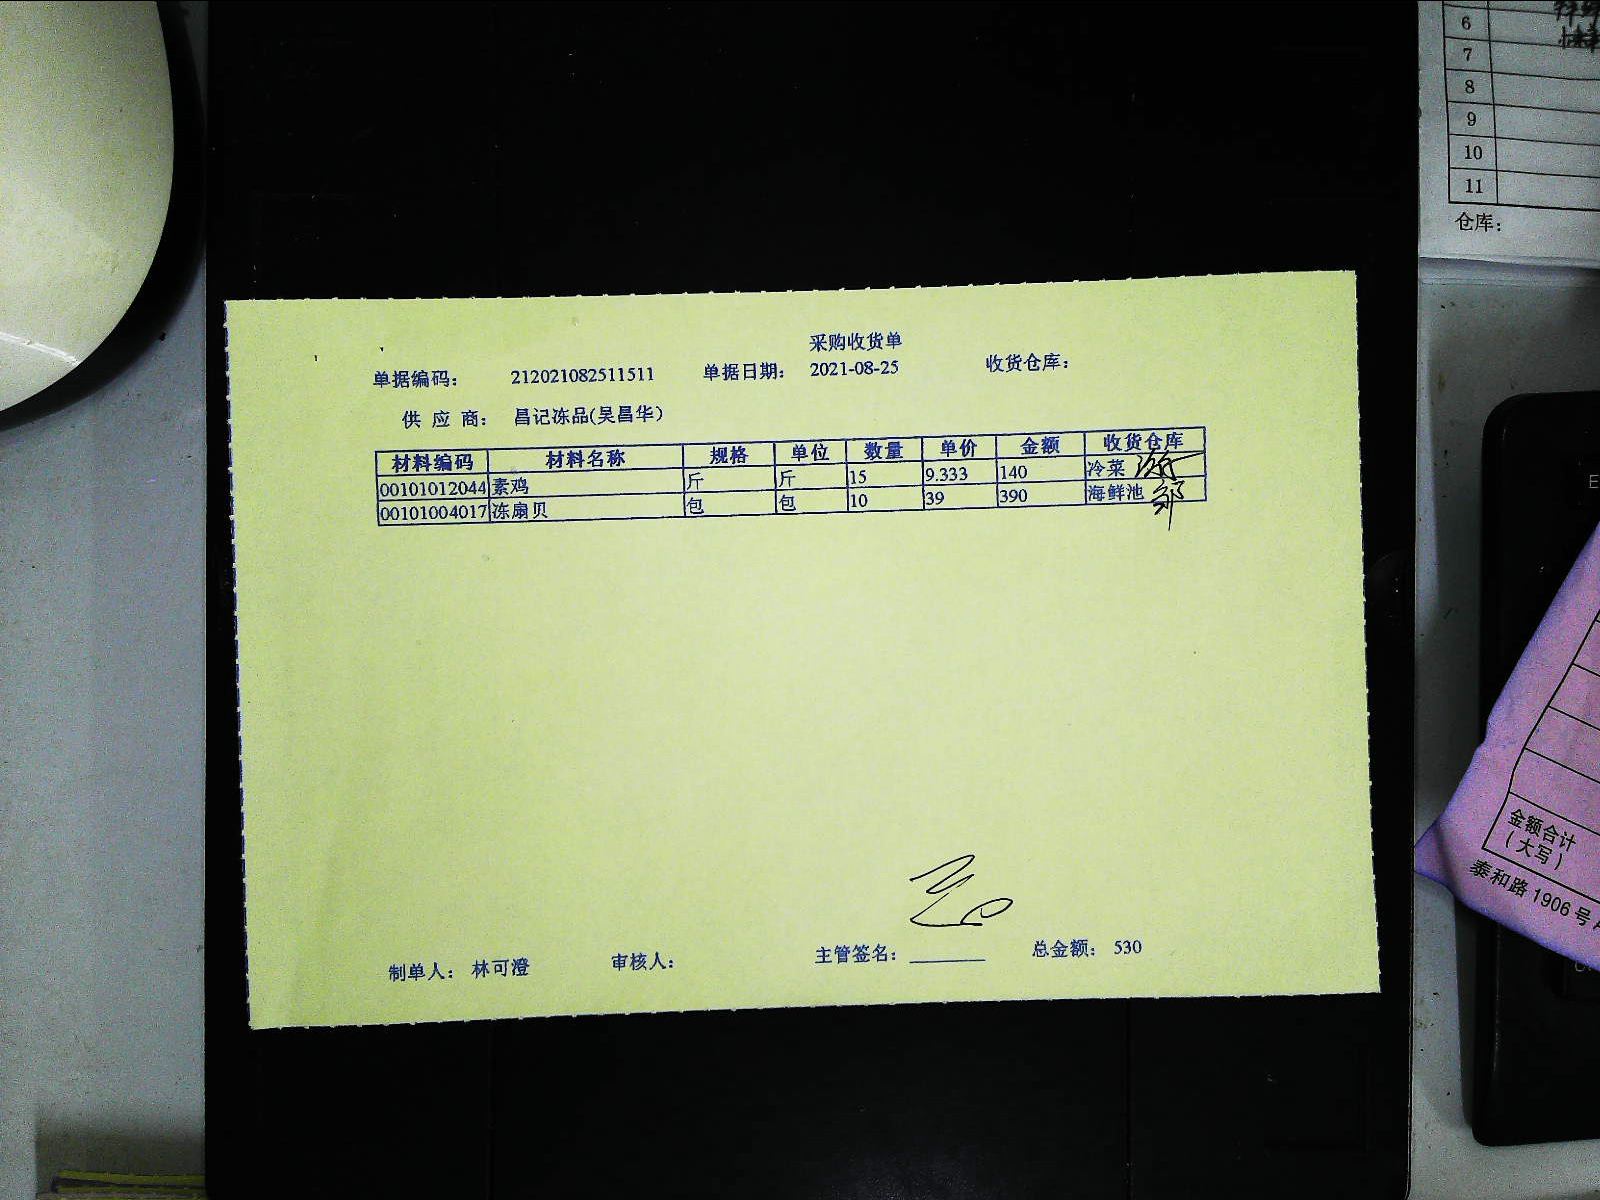 采购收货单
单据编码： 212021082511511 单据日期： 2021-08-25 收货仓库：
供 应 商： 昌记冻品(吴昌华)
材料编码 材料名称 规格 单位 数量 单价 金额 收货仓库
00101012044 素鸡 斤 斤 15 9.333 140 冷菜
00101004017 冻扇贝 包 包 10 39 390 海鲜池
制单人： 林可澄 审核人： 主管签名： 总金额： 530
6
7
8
9
10
11
仓库：
金额合计
（大写）
泰和路 1906 号